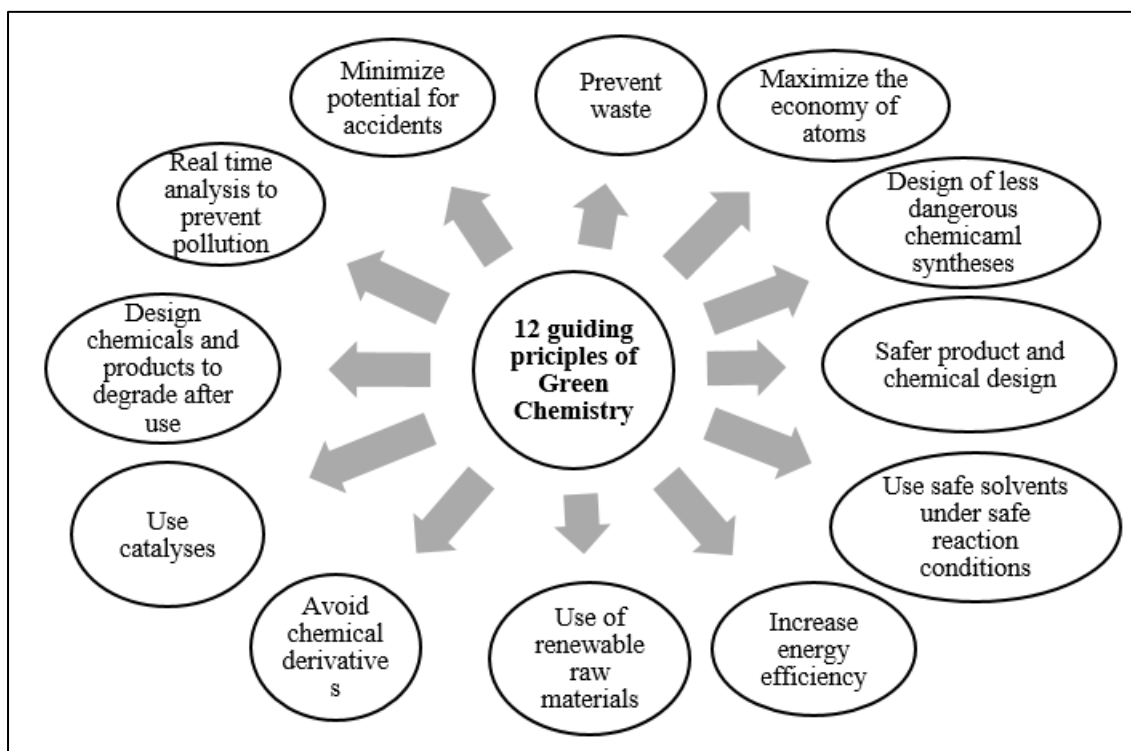 Minimize
potential for
accidents
Prevent
waste
Maximize the
economy of
atoms
Real time
analysis to
prevent
pollution
Design of less
dangerous
chemicaml
syntheses
Design
chemicals and
products to
degrade after
use
12 guiding
priciples of
Green
Chemistry
Safer product and
chemical design
Use
catalyses
Use safe solvents
under safe
reaction
conditions
Avoid
chemical
derivative
s
Use of
renewable
raw
materials
Increase
energy
efficiency